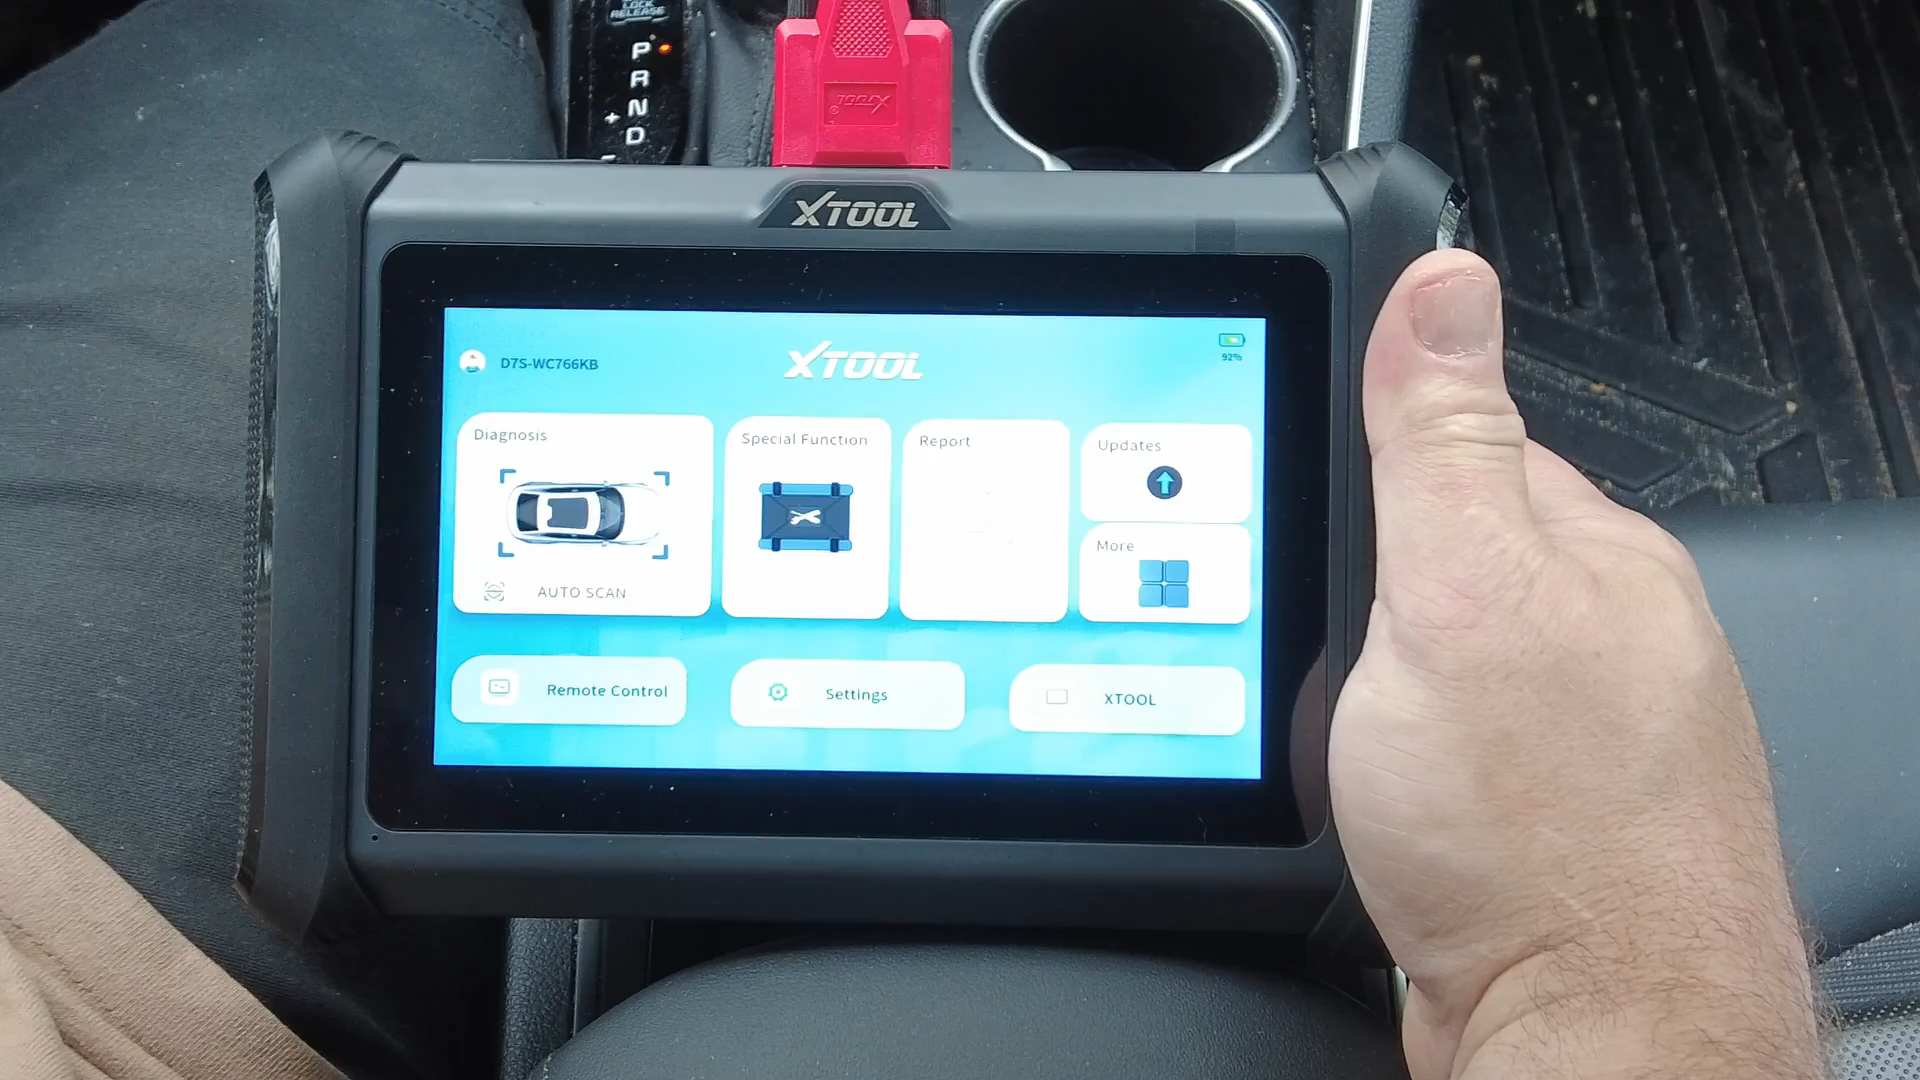 LOCK
RELEASE
P
R
N
+
D
-
XTOOL
XTOOL
D7S-WC766KB
XTOOL
92%
Diagnosis
Special Function
Report
Updates
More
AUTO SCAN
Remote Control
Settings
XTOOL